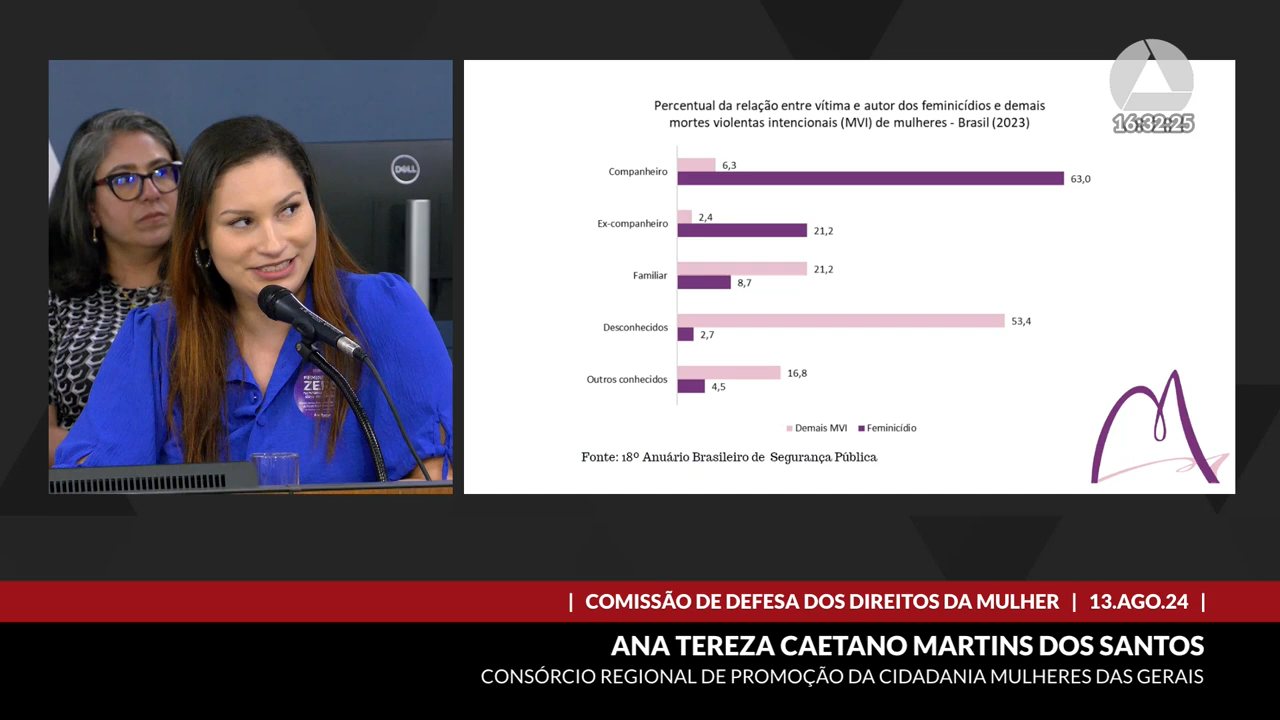 DELL
ZERO
16:32:25
Percentual da relação entre vítima e autor dos feminicídios e demais
mortes violentas intencionais (MVI) de mulheres - Brasil (2023)
Companheiro
6,3
63,0
Ex-companheiro
2,4
21,2
Familiar
21,2
8,7
Desconhecidos
53,4
2,7
Outros conhecidos
16,8
4,5
Demais MVI
Feminicídio
Fonte: 18º Anuário Brasileiro de Segurança Pública
| COMISSÃO DE DEFESA DOS DIREITOS DA MULHER | 13.AGO.24 |
ANA TEREZA CAETANO MARTINS DOS SANTOS
CONSÓRCIO REGIONAL DE PROMOÇÃO DA CIDADANIA MULHERES DAS GERAIS